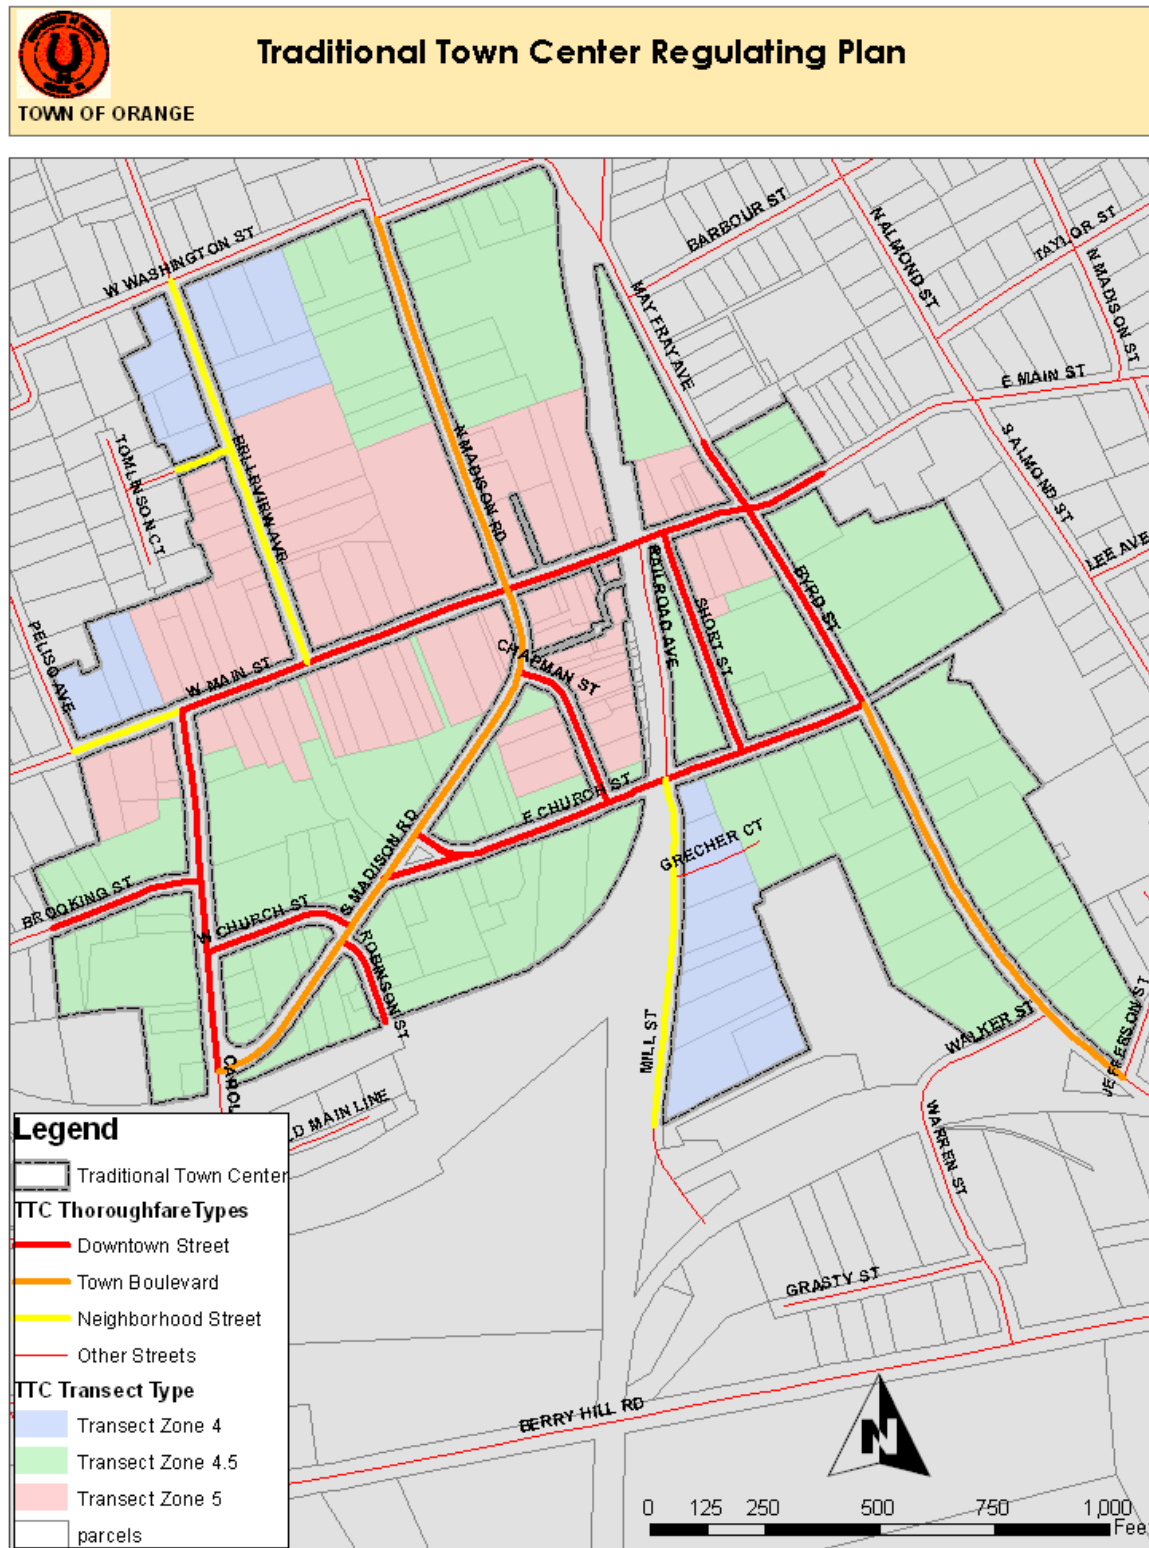 Traditional Town Center Regulating Plan
TOWN OF ORANGE
W WASHINGTON ST
BARBOUR ST
N ALMOND ST
TAYLOR ST
N MADISON ST
MAY FRAY AVE
E MAIN ST
TOMLINSON CT
BELLEVIEW AVE
N MADISON RD
S ALMOND ST
LEE AVE
PELISO AVE
W MAIN ST
CHAPMAN ST
RAILROAD AVE
SHORT ST
BYRD ST
E CHURCH ST
S MADISON RD
GRECHER CT
BROOKING ST
W CHURCH ST
ROBINSON ST
MILL ST
WALKER ST
JEFFERSON ST
CAROL
LD MAIN LINE
WARREN ST
GRASTY ST
BERRY HILL RD
Legend
Traditional Town Center
TTC ThoroughfareTypes
Downtown Street
Town Boulevard
Neighborhood Street
Other Streets
TTC Transect Type
Transect Zone 4
Transect Zone 4.5
Transect Zone 5
parcels
N
0 125 250 500 750 1,000
Fee